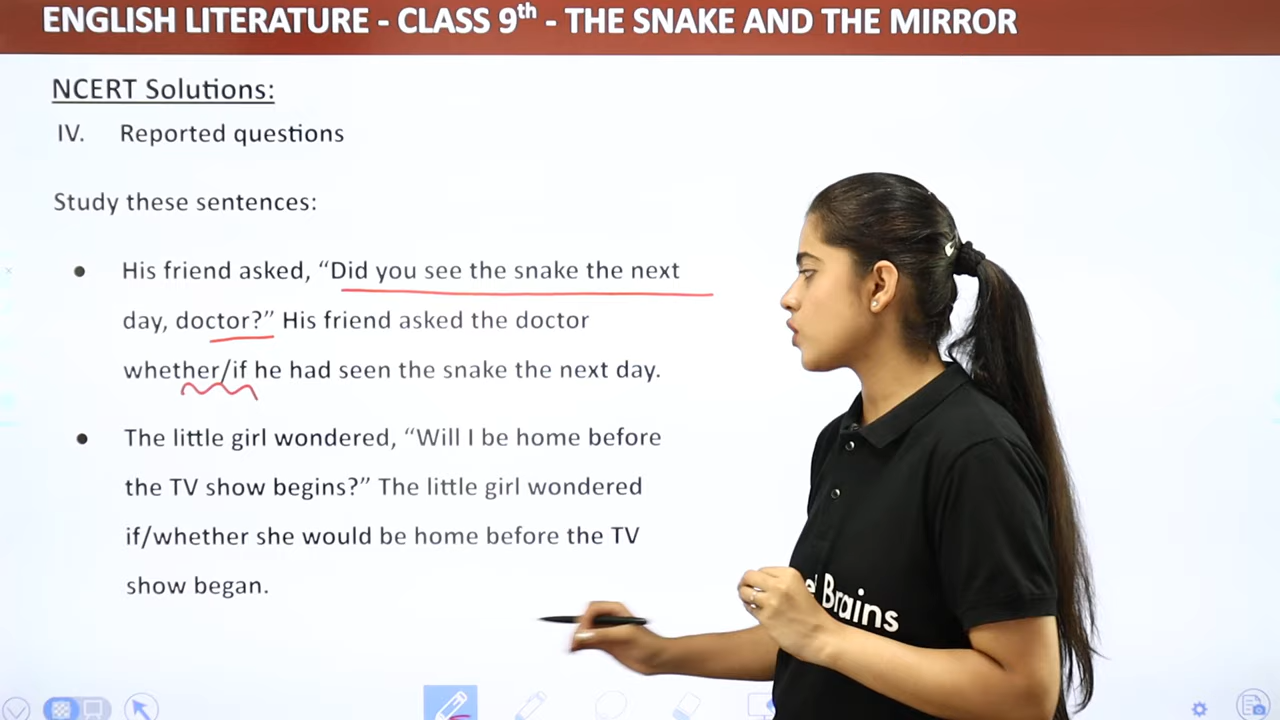 ENGLISH LITERATURE - CLASS 9th - THE SNAKE AND THE MIRROR
NCERT Solutions:
IV. Reported questions
Study these sentences:
● His friend asked, “Did you see the snake the next
day, doctor?” His friend asked the doctor
whether/if he had seen the snake the next day.
● The little girl wondered, “Will I be home before
the TV show begins?” The little girl wondered
if/whether she would be home before the TV
show began.
Brains